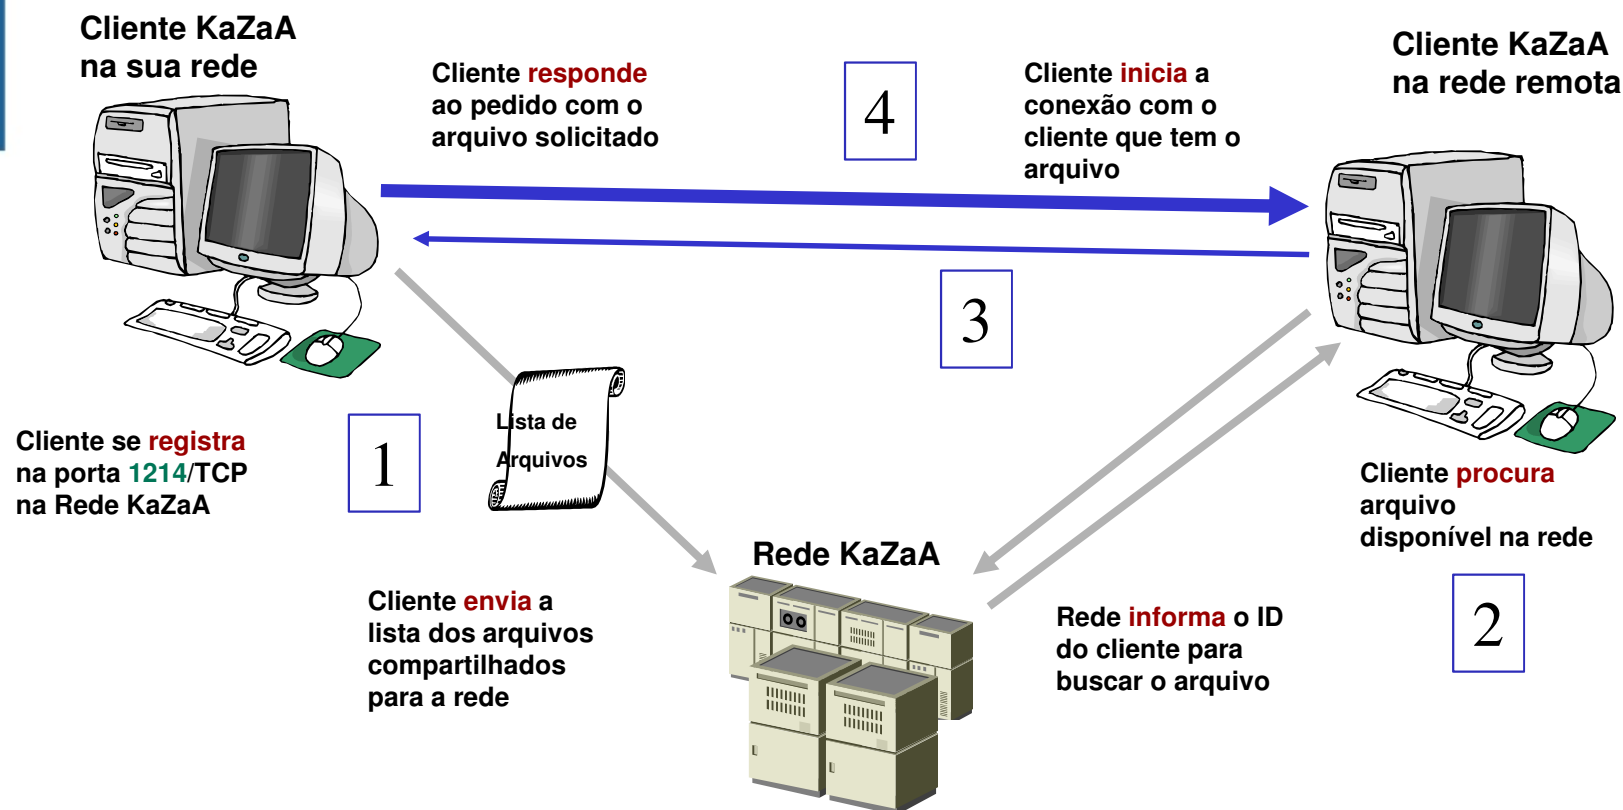 Cliente KaZaA
na sua rede
Cliente responde
ao pedido com o
arquivo solicitado
4
Cliente inicia a
conexão com o
cliente que tem o
arquivo
Cliente KaZaA
na rede remota
3
Cliente se registra
na porta 1214/TCP
na Rede KaZaA
1
Lista de
Arquivos
Cliente envia a
lista dos arquivos
compartilhados
para a rede
Rede KaZaA
Rede informa o ID
do cliente para
buscar o arquivo
Cliente procura
arquivo
disponível na rede
2